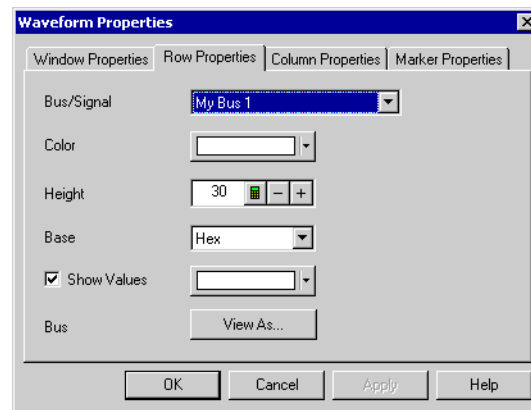 Waveform Properties
Window Properties Row Properties Column Properties Marker Properties
Bus/Signal My Bus 1
Color
Height 30
Base Hex
Show Values
Bus View As...
OK Cancel Apply Help